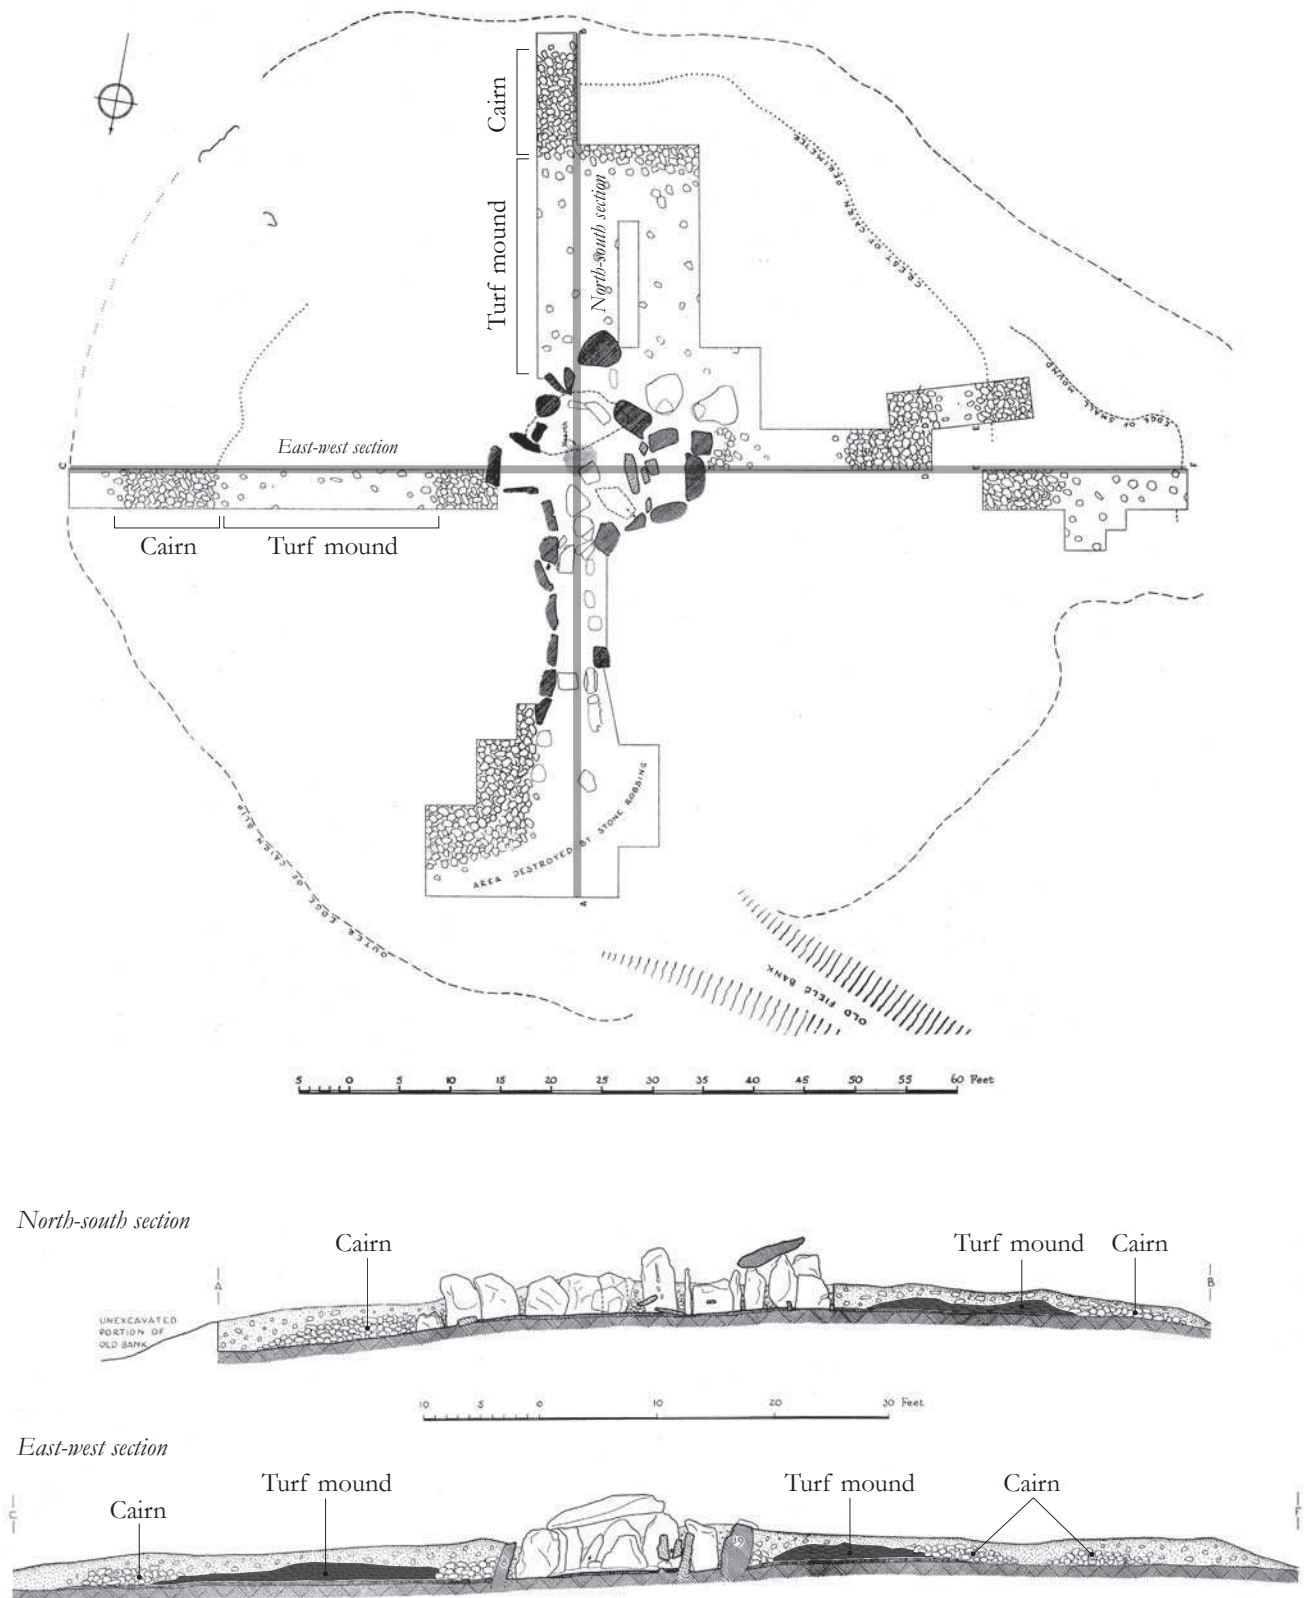 B
Cairn
CREST OF CAIRN PERIMETER
Turf mound
North-south section
EDGE OF SMALL MOUND
Hearth
East-west section
C
E
F
Cairn
Turf mound
AREA DESTROYED BY STONE ROBBING
A
OUTER EDGE OF CAIRN SLIP
OLD FIELD BANK
5 0 5 10 15 20 25 30 35 40 45 50 55 60 Feet
North-south section
Cairn
Turf mound
Cairn
A
B
UNEXCAVATED
PORTION OF
OLD BANK
10 5 0 10 20 30 Feet
East-west section
Turf mound
Turf mound
Cairn
Cairn
C
F
19